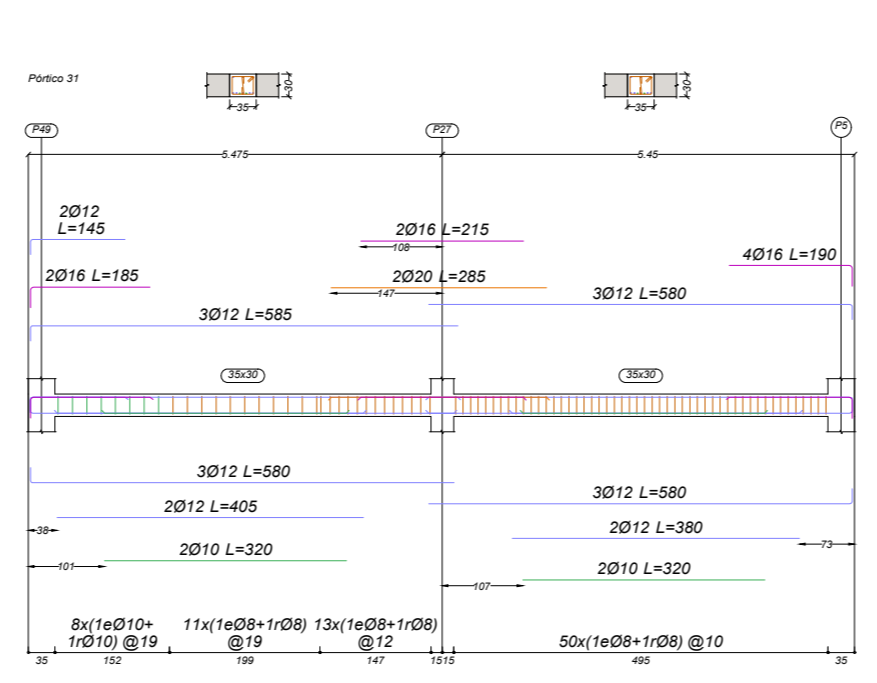 Pórtico 31
30
35
30
35
P49
P27
P5
5.475
5.45
2Ø12
L=145
2Ø16 L=215
108
4Ø16 L=190
2Ø16 L=185
2Ø20 L=285
147
3Ø12 L=580
3Ø12 L=585
35x30
35x30
3Ø12 L=580
3Ø12 L=580
2Ø12 L=405
38
2Ø12 L=380
73
2Ø10 L=320
101
2Ø10 L=320
107
8x(1eØ10+
1rØ10) @19
11x(1eØ8+1rØ8)
@19
13x(1eØ8+1rØ8)
@12
50x(1eØ8+1rØ8) @10
35
152
199
147
1515
495
35